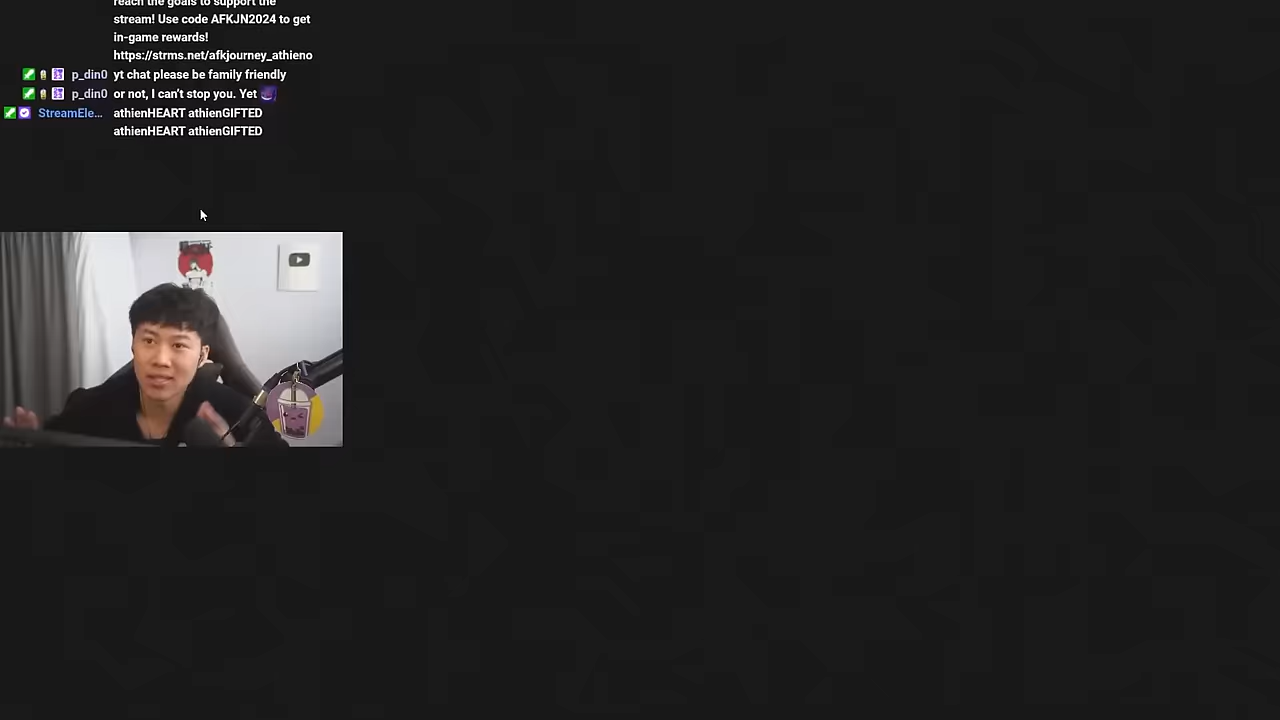 reach the goals to support the
stream! Use code AFKJN2024 to get
in-game rewards!
https://strms.net/afkjourney_athieno
p_din0 yt chat please be family friendly
p_din0 or not, I can't stop you. Yet
StreamEle... athienHEART athienGIFTED
athienHEART athienGIFTED